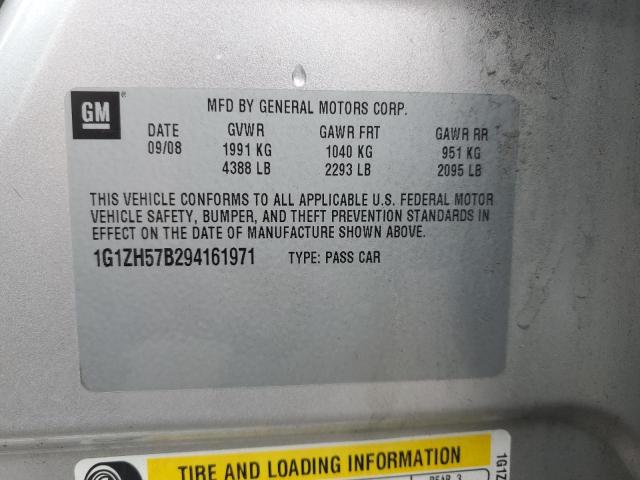 GM
MFD BY GENERAL MOTORS CORP.
DATE GVWR GAWR FRT GAWR RR
09/08 1991 KG 1040 KG 951 KG
4388 LB 2293 LB 2095 LB
THIS VEHICLE CONFORMS TO ALL APPLICABLE U.S. FEDERAL MOTOR
VEHICLE SAFETY, BUMPER, AND THEFT PREVENTION STANDARDS IN
EFFECT ON THE DATE OF MANUFACTURE SHOWN ABOVE.
1G1ZH57B294161971 TYPE: PASS CAR
TIRE AND LOADING INFORMATION
REAR 3
1G1Z